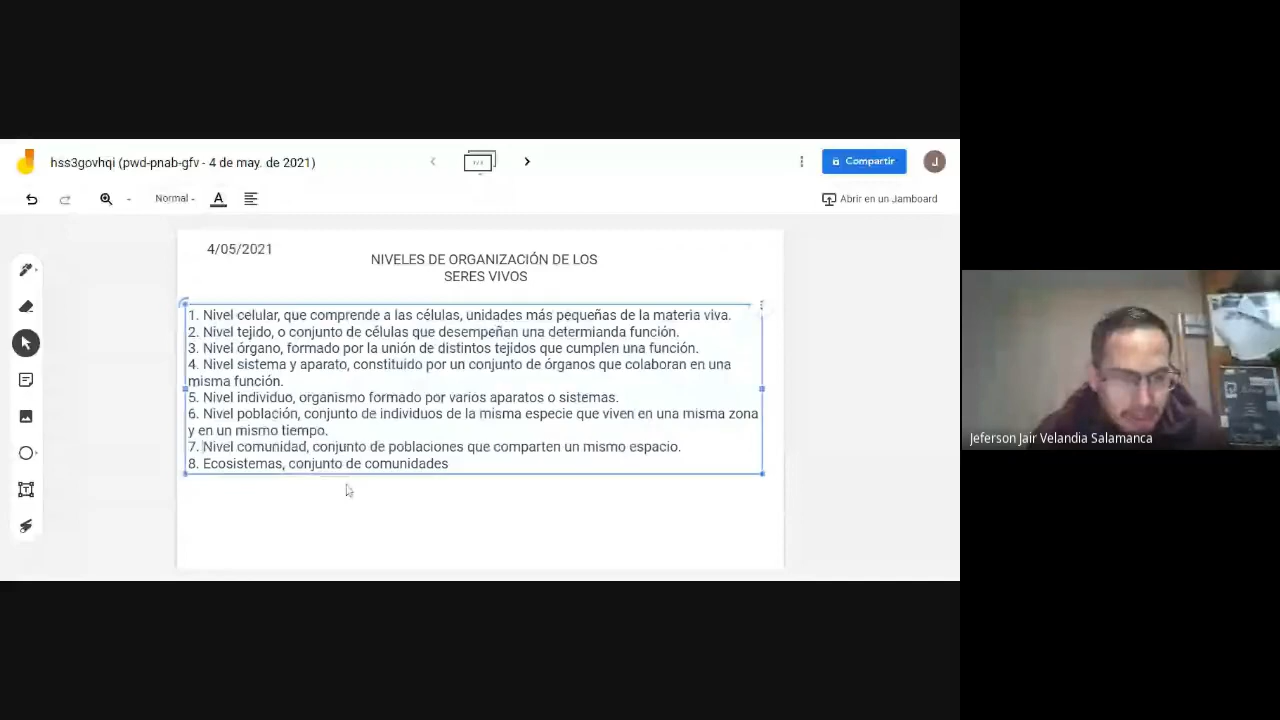 hss3govhqi (pwd-pnab-gfv - 4 de may. de 2021)
Compartir
J
Normal
A
Abrir en un Jamboard
4/05/2021
NIVELES DE ORGANIZACIÓN DE LOS
SERES VIVOS
1. Nivel celular, que comprende a las células, unidades más pequeñas de la materia viva.
2. Nivel tejido, o conjunto de células que desempeñan una determianda función.
3. Nivel órgano, formado por la unión de distintos tejidos que cumplen una función.
4. Nivel sistema y aparato, constituido por un conjunto de órganos que colaboran en una
misma función.
5. Nivel individuo, organismo formado por varios aparatos o sistemas.
6. Nivel población, conjunto de individuos de la misma especie que viven en una misma zona
y en un mismo tiempo.
7. Nivel comunidad, conjunto de poblaciones que comparten un mismo espacio.
8. Ecosistemas, conjunto de comunidades
Jeferson Jair Velandia Salamanca